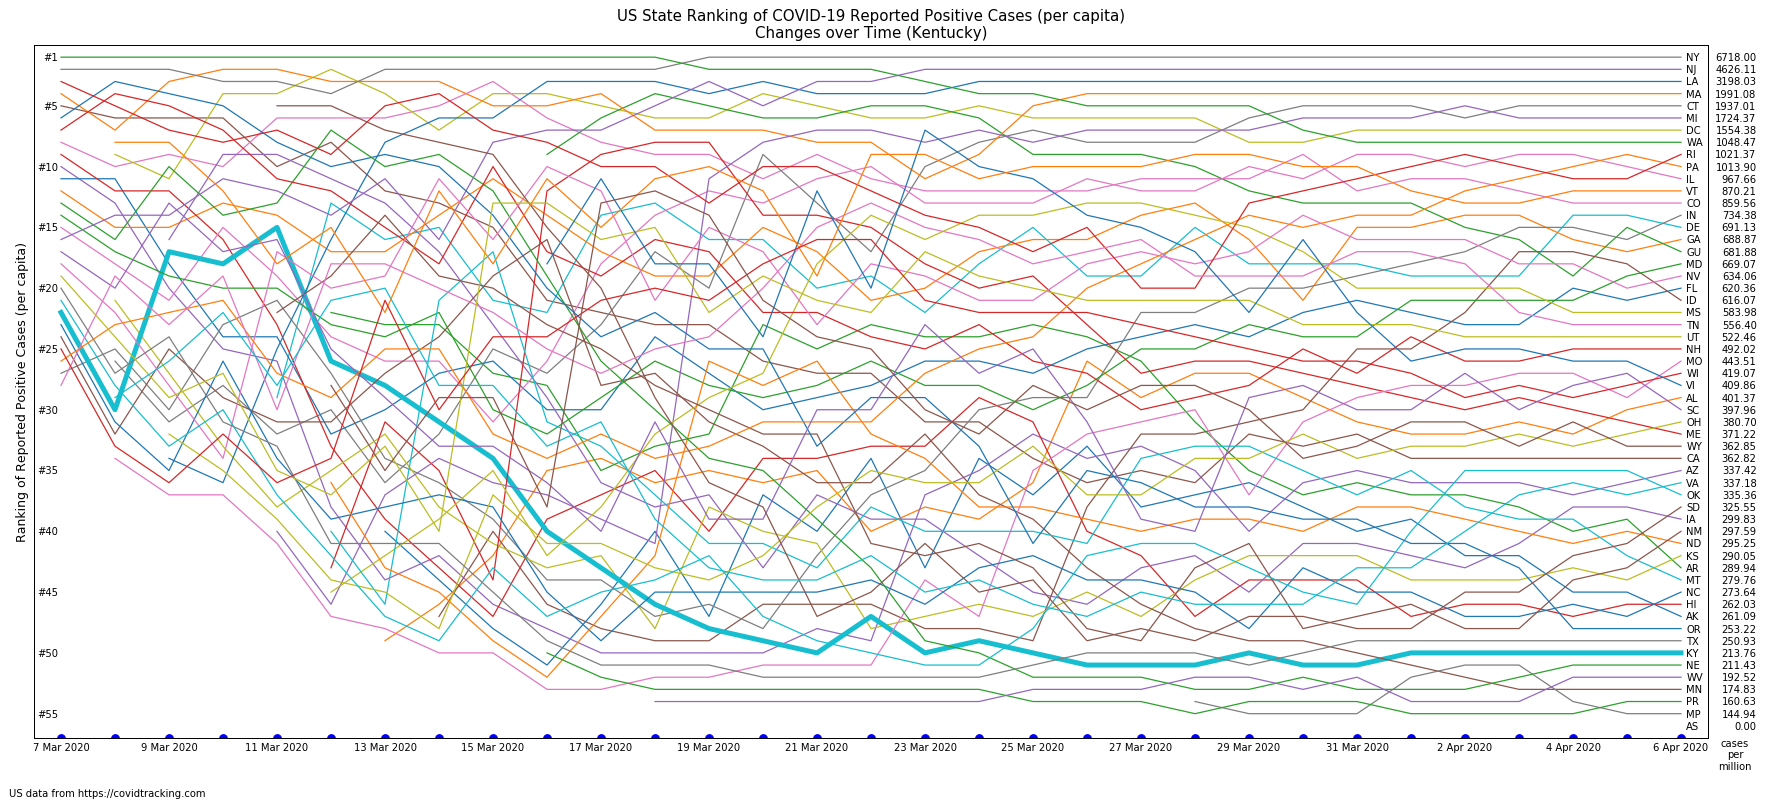 US State Ranking of COVID-19 Reported Positive Cases (per capita)
Changes over Time (Kentucky)
Ranking of Reported Positive Cases (per capita)
#1
#5
#10
#15
#20
#25
#30
#35
#40
#45
#50
#55
NY 6718.00
NJ 4626.11
LA 3198.03
MA 1991.08
CT 1937.01
MI 1724.37
DC 1554.38
WA 1048.47
RI 1021.37
PA 1013.90
IL 967.66
VT 870.21
CO 859.56
IN 734.38
DE 691.13
GA 688.87
GU 681.88
MD 669.07
NV 634.06
FL 620.36
ID 616.07
MS 583.98
TN 556.40
UT 522.46
NH 492.02
MO 443.51
WI 419.07
VI 409.86
AL 401.37
SC 397.96
OH 380.70
ME 371.22
WY 362.85
CA 362.82
AZ 337.42
VA 337.18
OK 335.36
SD 325.55
IA 299.83
NM 297.59
ND 295.25
KS 290.05
AR 289.94
MT 279.76
NC 273.64
HI 262.03
AK 261.09
OR 253.22
TX 250.93
KY 213.76
NE 211.43
WV 192.52
MN 174.83
PR 160.63
MP 144.94
AS 0.00
7 Mar 2020
9 Mar 2020
11 Mar 2020
13 Mar 2020
15 Mar 2020
17 Mar 2020
19 Mar 2020
21 Mar 2020
23 Mar 2020
25 Mar 2020
27 Mar 2020
29 Mar 2020
31 Mar 2020
2 Apr 2020
4 Apr 2020
6 Apr 2020
cases
per
million
US data from https://covidtracking.com